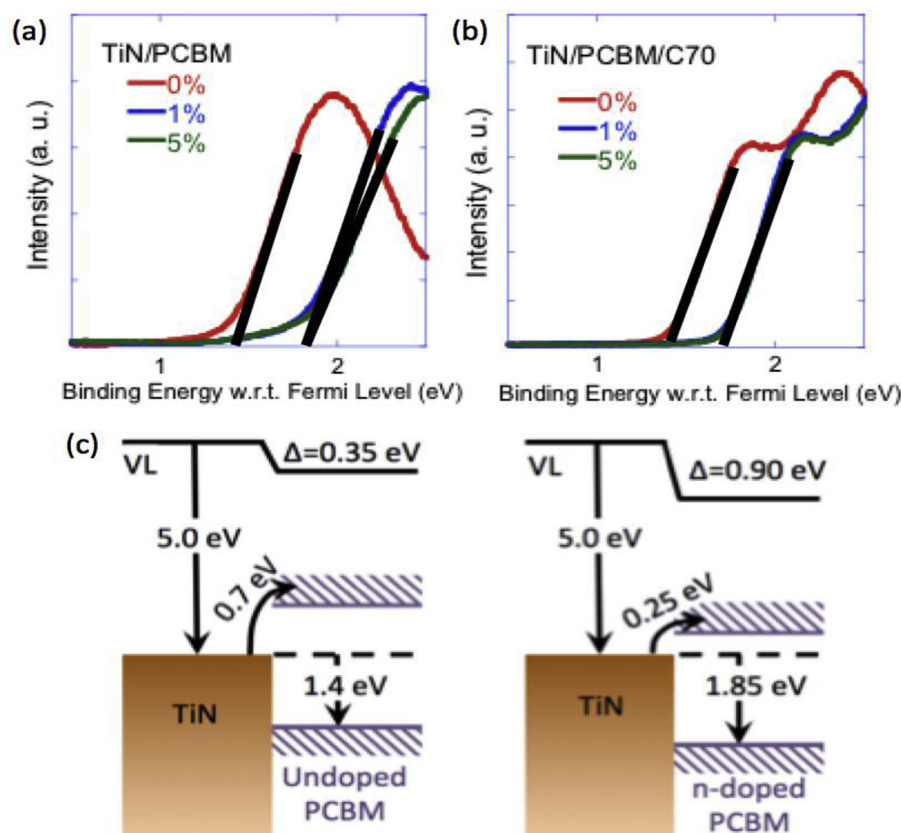 (a)
TiN/PCBM
0%
1%
5%
Intensity (a. u.)
1
2
Binding Energy w.r.t. Fermi Level (eV)
(b)
TiN/PCBM/C70
0%
1%
5%
Intensity (a. u.)
1
2
Binding Energy w.r.t. Fermi Level (eV)
(c)
VL
Δ=0.35 eV
5.0 eV
0.7 eV
1.4 eV
TiN
Undoped
PCBM
VL
Δ=0.90 eV
5.0 eV
0.25 eV
1.85 eV
TiN
n-doped
PCBM